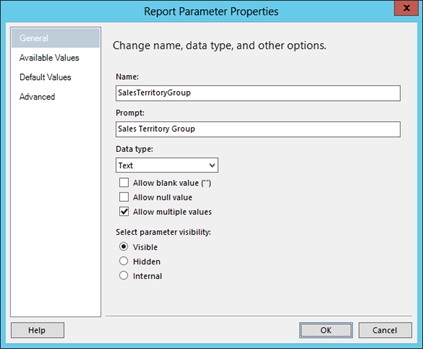 Report Parameter Properties
x
General
Available Values
Default Values
Advanced
Change name, data type, and other options.
Name:
SalesTerritoryGroup
Prompt:
Sales Territory Group
Data type:
Text
Allow blank value ("")
Allow null value
Allow multiple values
Select parameter visibility:
Visible
Hidden
Internal
Help
OK
Cancel